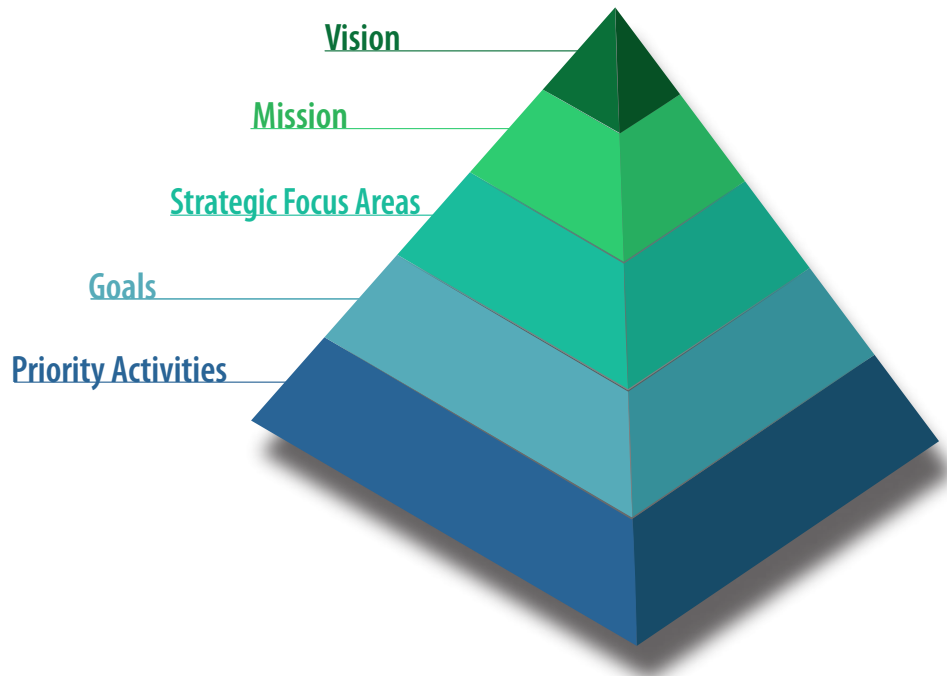 Vision
Mission
Strategic Focus Areas
Goals
Priority Activities